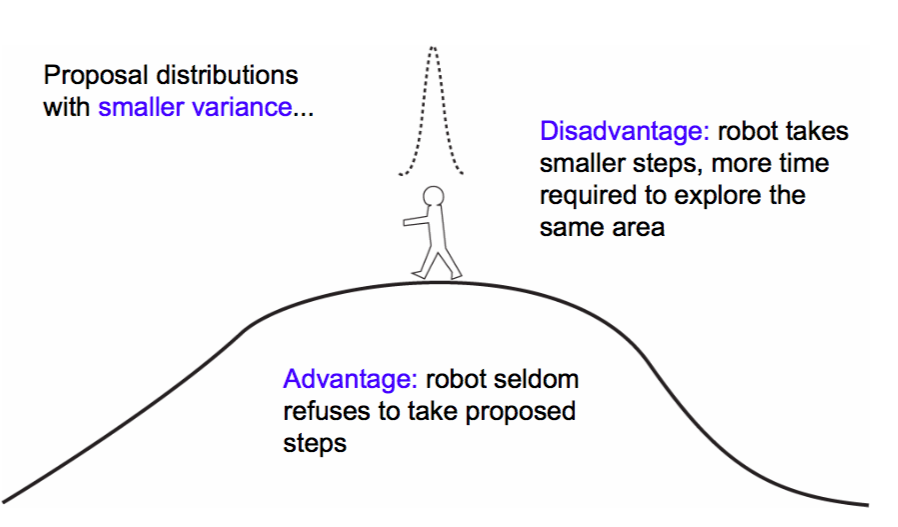 Proposal distributions
with smaller variance...
Disadvantage: robot takes
smaller steps, more time
required to explore the
same area
Advantage: robot seldom
refuses to take proposed
steps